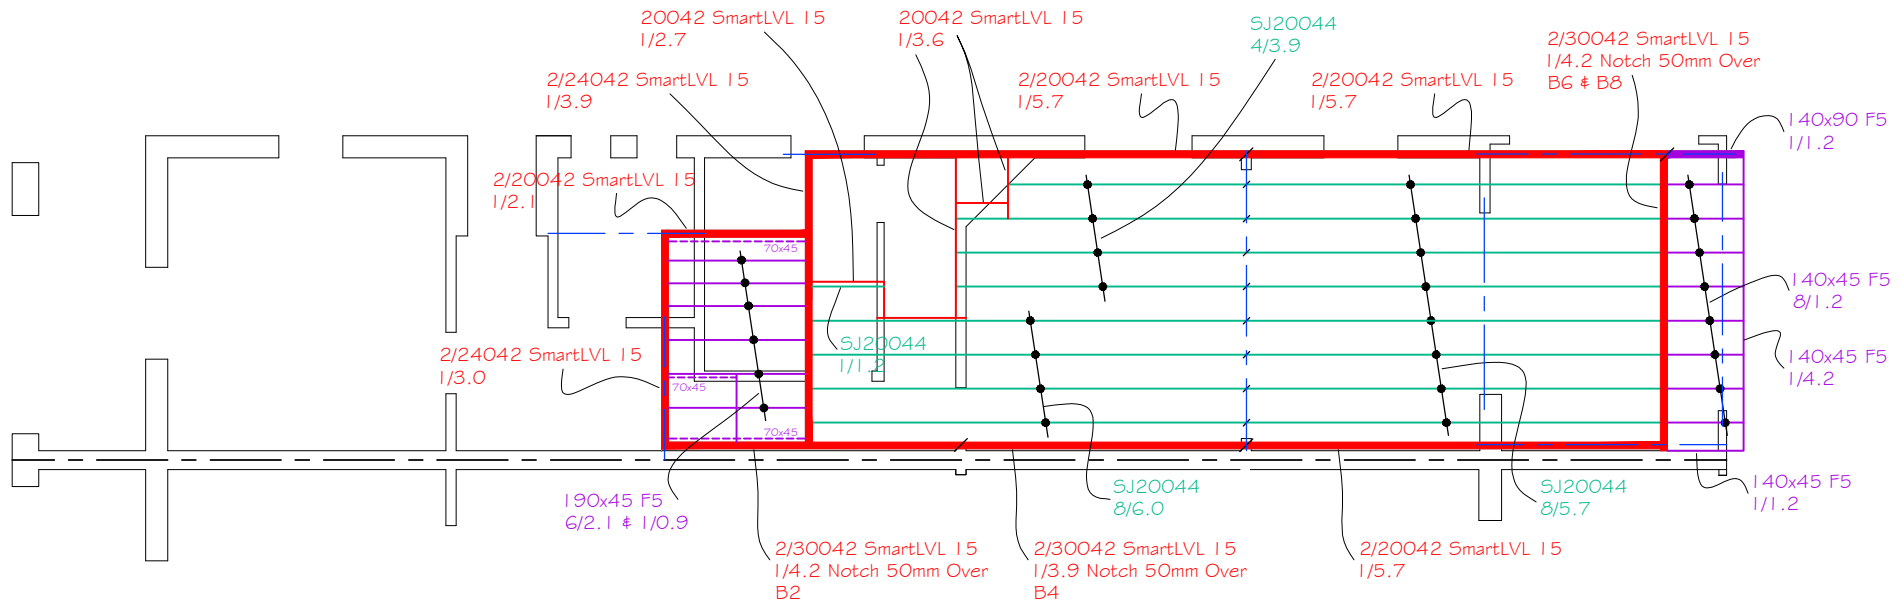 20042 SmartLVL 15
1/2.7
20042 SmartLVL 15
1/3.6
SJ20044
4/3.9
2/30042 SmartLVL 15
1/4.2 Notch 50mm Over
B6 & B8
2/24042 SmartLVL 15
1/3.9
2/20042 SmartLVL 15
1/5.7
2/20042 SmartLVL 15
1/5.7
140x90 F5
1/1.2
2/20042 SmartLVL 15
1/2.1
70x45
140x45 F5
8/1.2
2/24042 SmartLVL 15
1/3.0
SJ20044
1/1.2
140x45 F5
1/4.2
70x45
70x45
190x45 F5
6/2.1 & 1/0.9
SJ20044
8/6.0
SJ20044
8/5.7
140x45 F5
1/1.2
2/30042 SmartLVL 15
1/4.2 Notch 50mm Over
B2
2/30042 SmartLVL 15
1/3.9 Notch 50mm Over
B4
2/20042 SmartLVL 15
1/5.7